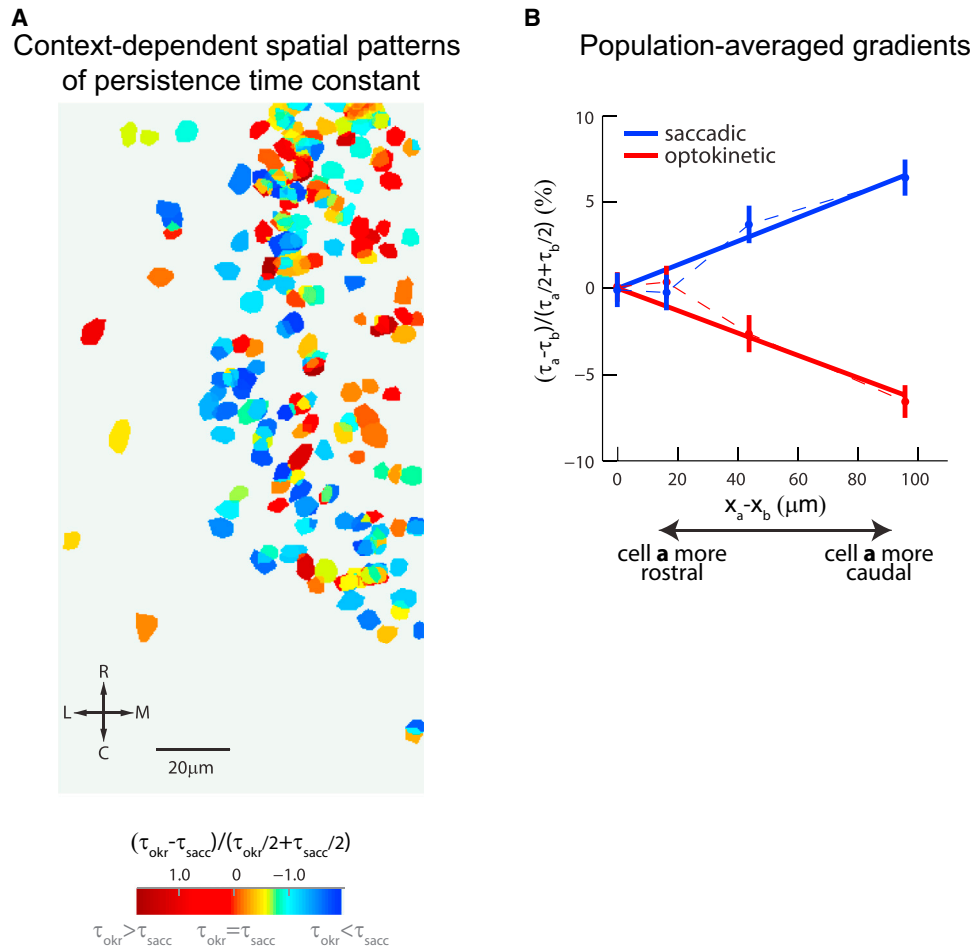 A
Context-dependent spatial patterns
of persistence time constant
R
L M
C
20μm
(τokr-τsacc)/(τokr/2+τsacc/2)
1.0 0 −1.0
τokr>τsacc τokr=τsacc τokr<τsacc
B
Population-averaged gradients
saccadic
optokinetic
(τa-τb)/(τa/2+τb/2) (%)
10
5
0
−5
−10
0 20 40 60 80 100
xa-xb (μm)
cell a more cell a more
rostral caudal